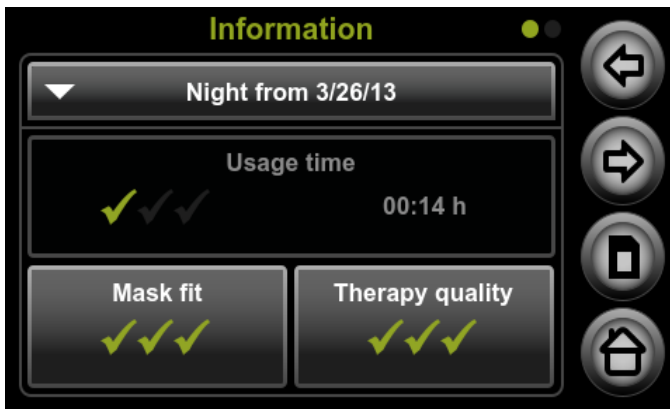 Information
Night from 3/26/13
Usage time
00:14 h
Mask fit
Therapy quality